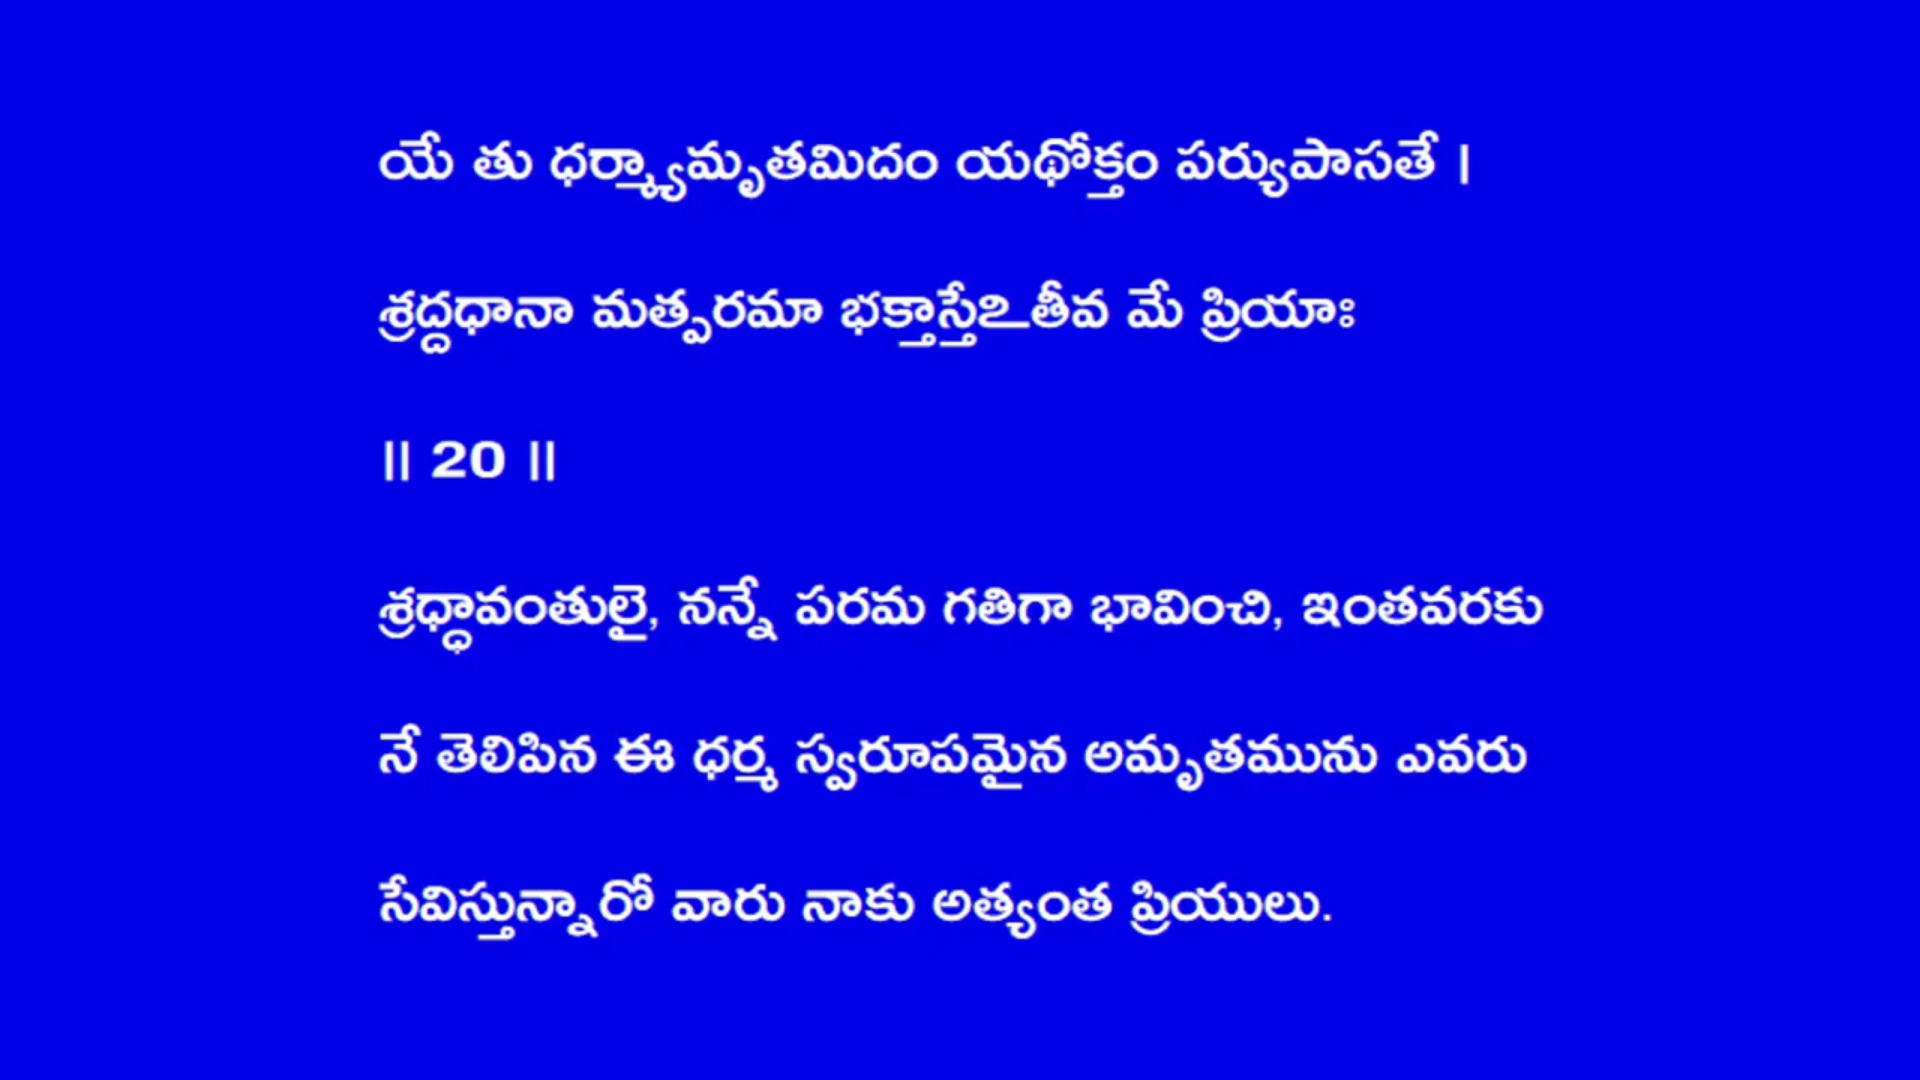 యే తు ధర్మ్యామృతమిదం యథోక్తం పర్యుపాసతే |
శ్రద్దధానా మత్పరమా భక్తాస్తేఽతీవ మే ప్రియాః
|| 20 ||
శ్రధ్ధావంతులై, నన్నే పరమ గతిగా భావించి, ఇంతవరకు
నే తెలిపిన ఈ ధర్మ స్వరూపమైన అమృతమును ఎవరు
సేవిస్తున్నారో వారు నాకు అత్యంత ప్రియులు.